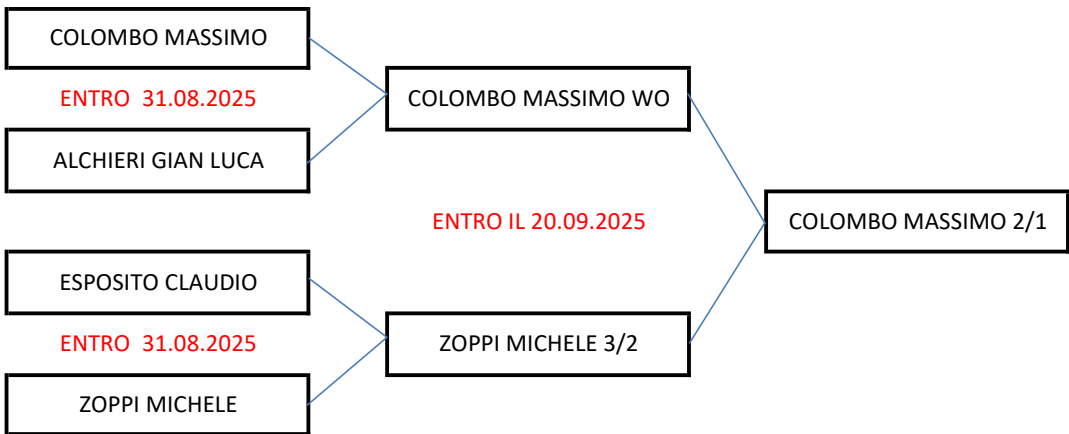 COLOMBO MASSIMO
ENTRO  31.08.2025
COLOMBO MASSIMO WO
ALCHIERI GIAN LUCA
ENTRO IL 20.09.2025
COLOMBO MASSIMO 2/1
ESPOSITO CLAUDIO
ENTRO  31.08.2025
ZOPPI MICHELE 3/2
ZOPPI MICHELE